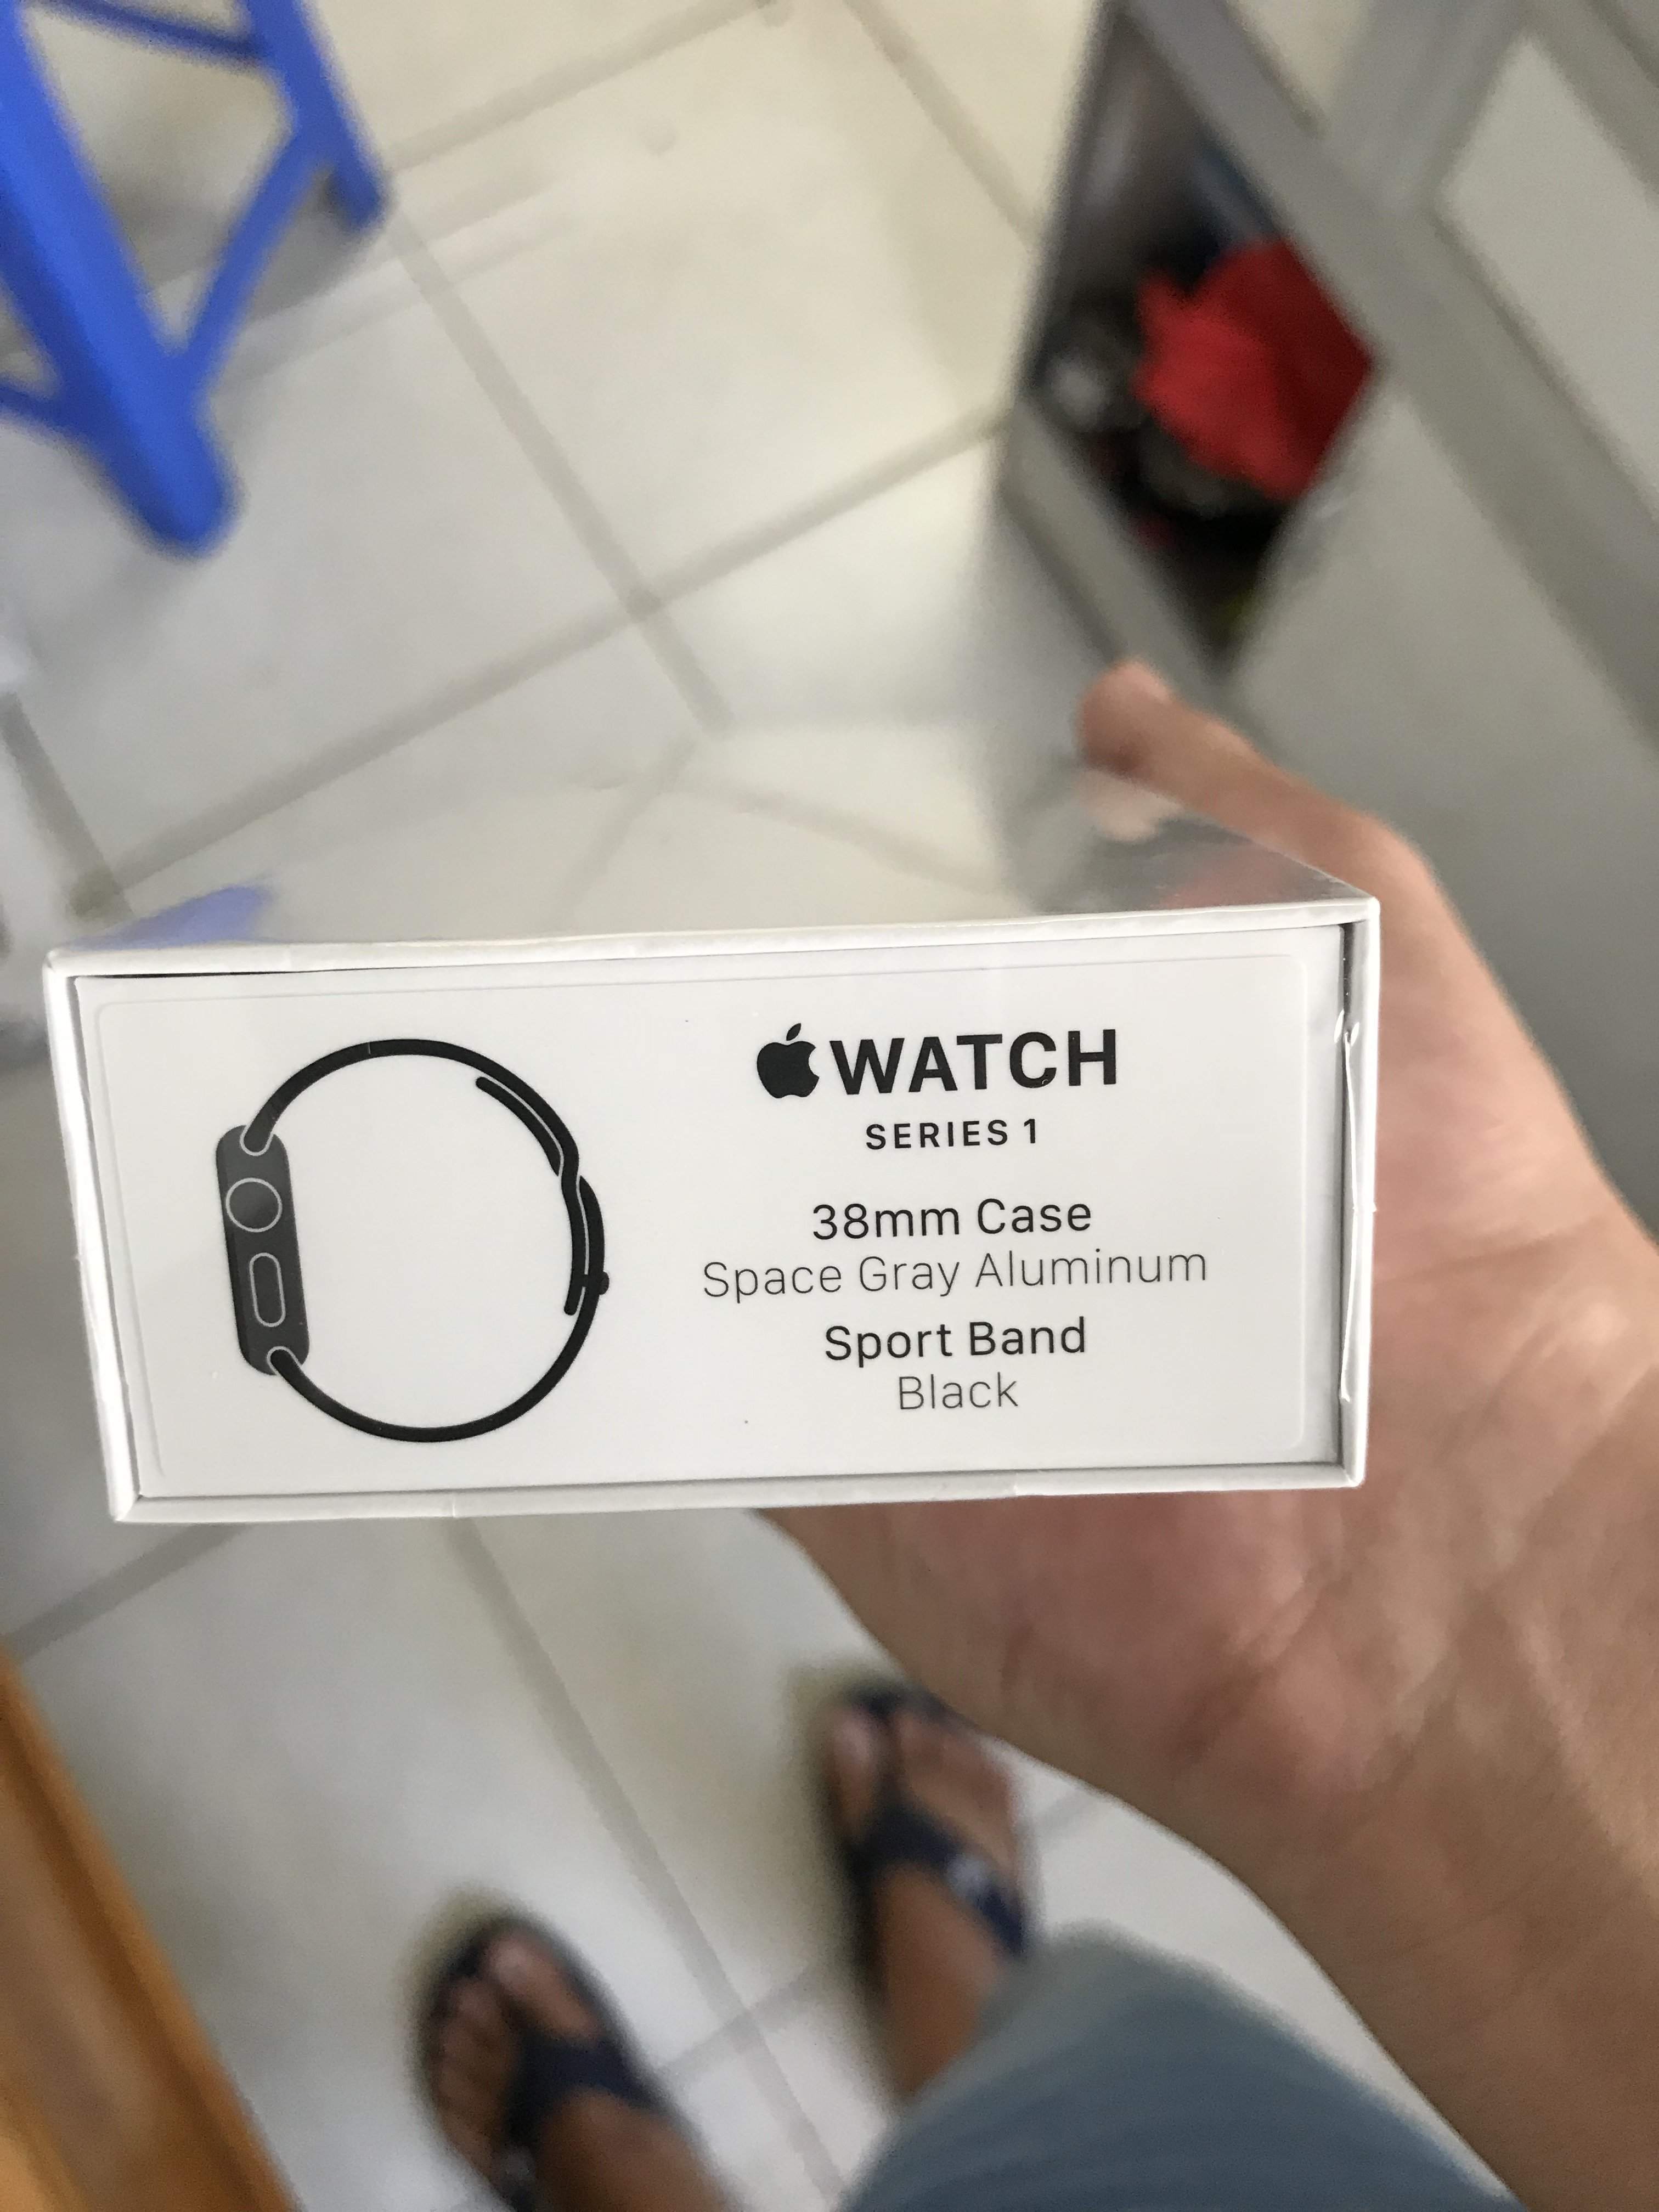 WATCH
SERIES 1
38mm Case
Space Gray Aluminum
Sport Band
Black